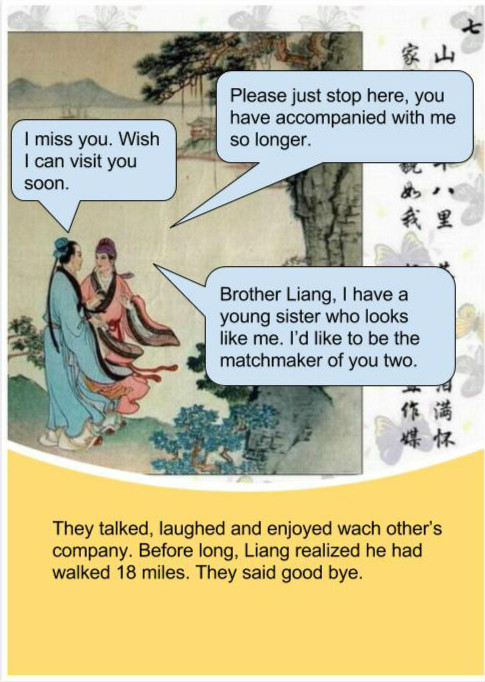 七
山
八里
满怀
家
如我
作媒
Please just stop here, you
have accompanied with me
so longer.
I miss you. Wish
I can visit you
soon.
Brother Liang, I have a
young sister who looks
like me. I'd like to be the
matchmaker of you two.
They talked, laughed and enjoyed wach other's
company. Before long, Liang realized he had
walked 18 miles. They said good bye.